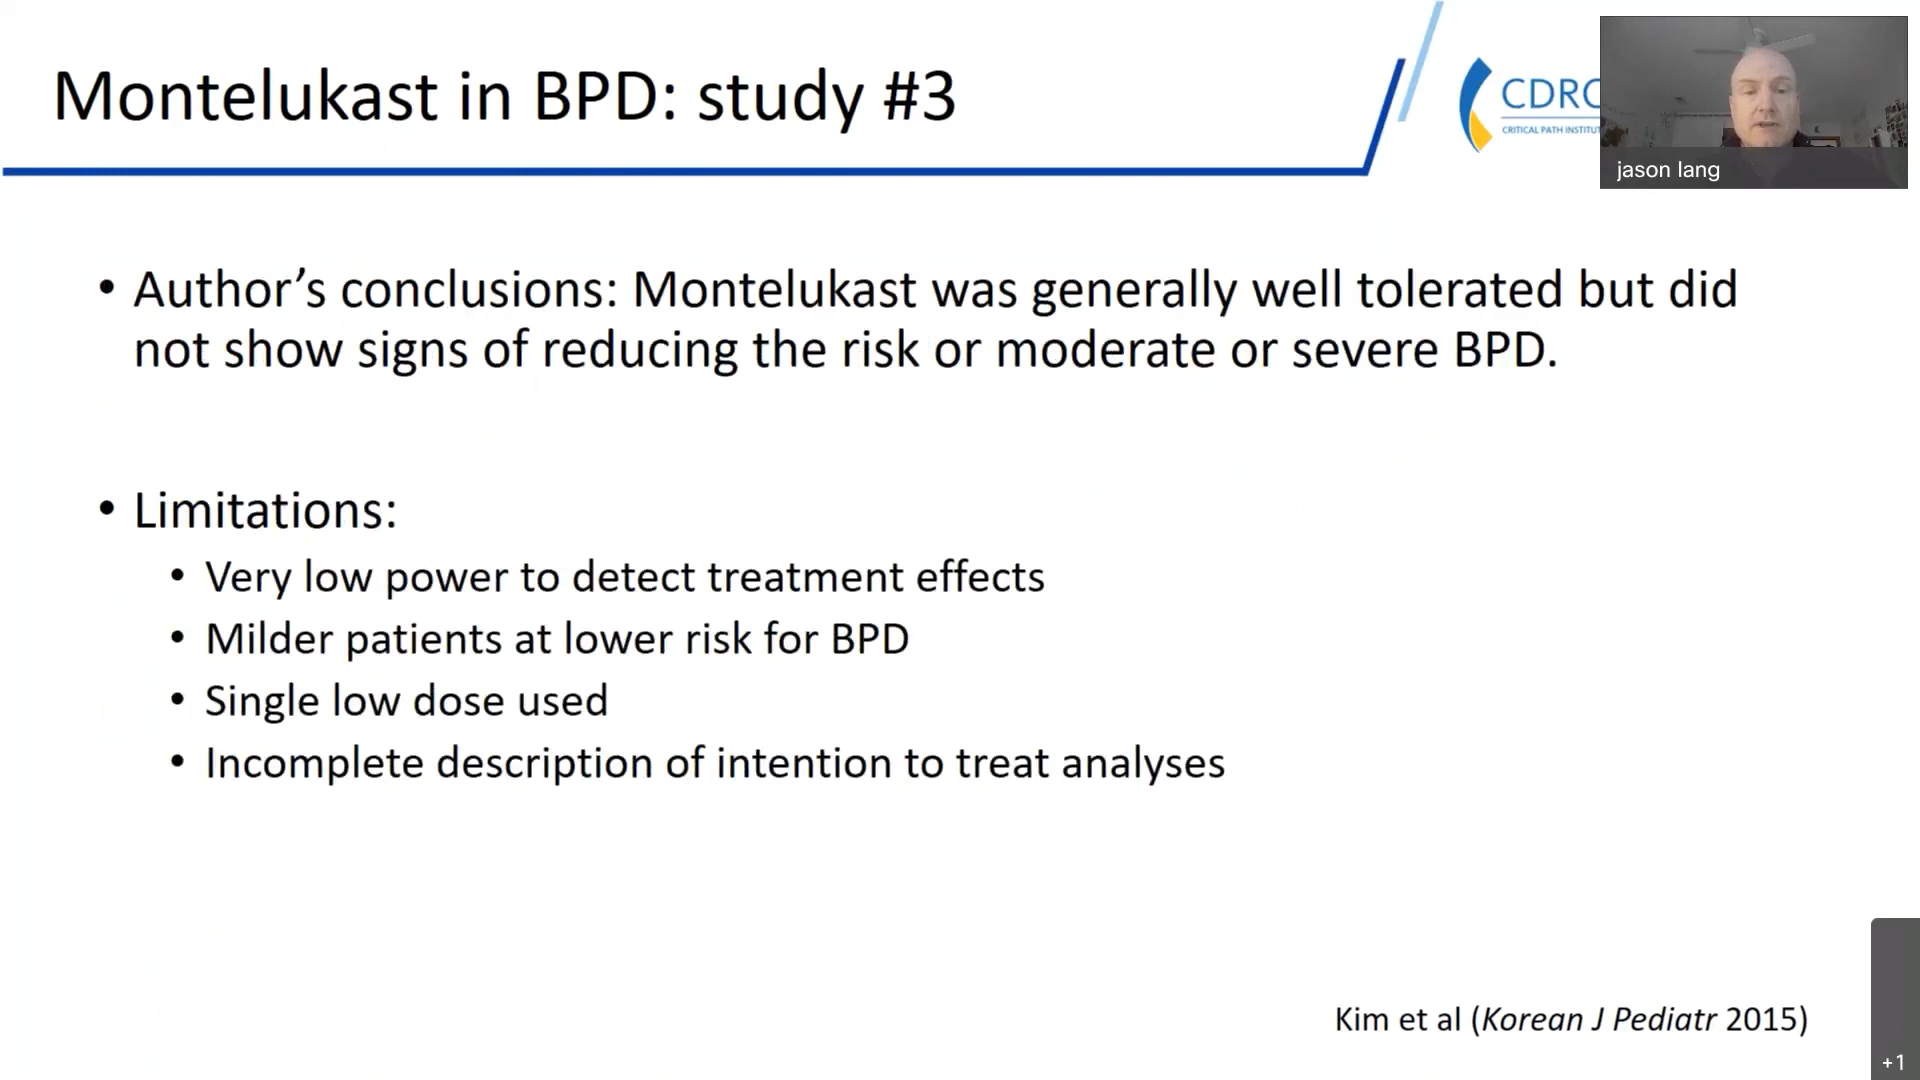 Montelukast in BPD: study #3
CDRC
CRITICAL PATH INSTITUT
jason lang
• Author’s conclusions: Montelukast was generally well tolerated but did
not show signs of reducing the risk or moderate or severe BPD.
• Limitations:
• Very low power to detect treatment effects
• Milder patients at lower risk for BPD
• Single low dose used
• Incomplete description of intention to treat analyses
Kim et al (Korean J Pediatr 2015)
+1